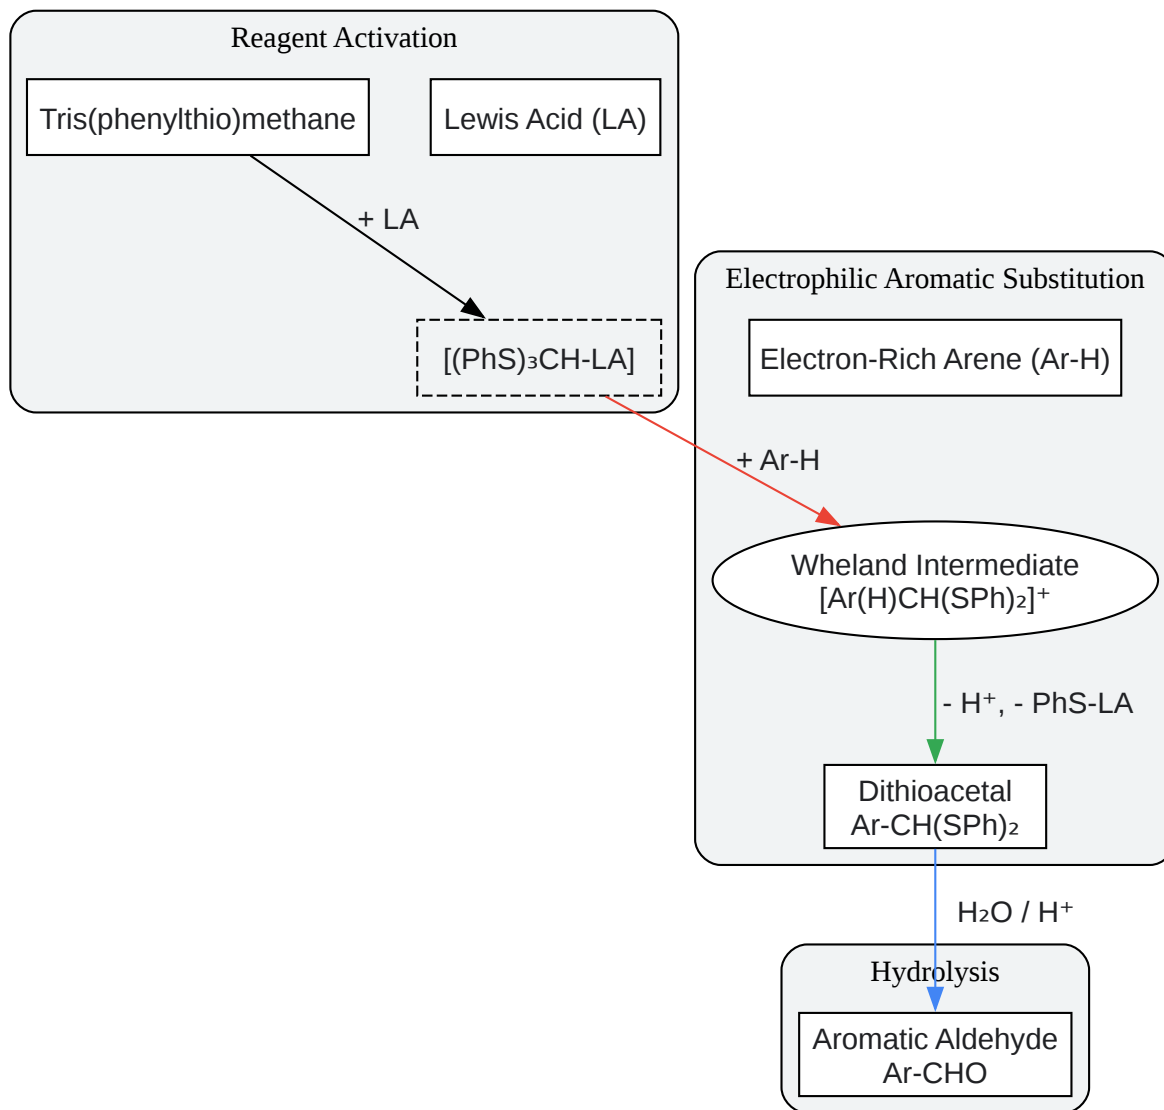 Reagent Activation
Tris(phenylthio)methane
Lewis Acid (LA)
+ LA
[(PhS)₃CH-LA]
Electrophilic Aromatic Substitution
Electron-Rich Arene (Ar-H)
+ Ar-H
Wheland Intermediate
[Ar(H)CH(SPh)₂]⁺
- H⁺, - PhS-LA
Dithioacetal
Ar-CH(SPh)₂
H₂O / H⁺
Hydrolysis
Aromatic Aldehyde
Ar-CHO